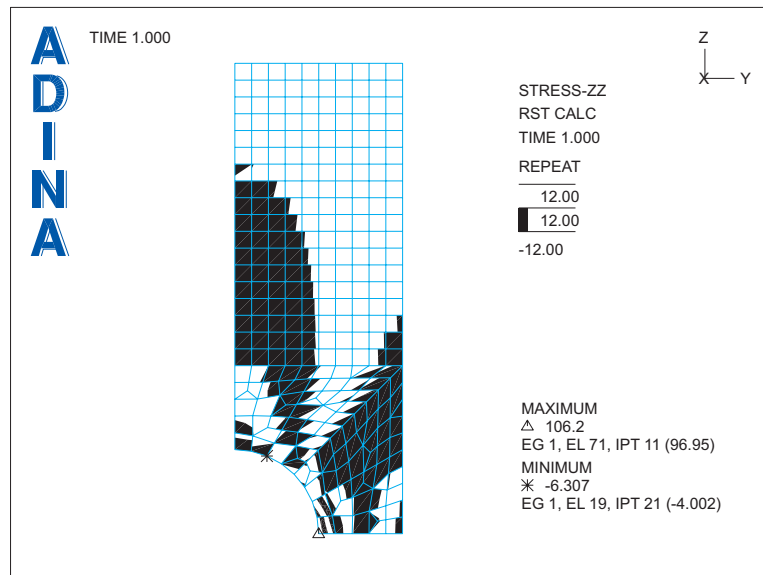 ADINA
TIME 1.000
Z
X Y
STRESS-ZZ
RST CALC
TIME 1.000
REPEAT
12.00
12.00
-12.00
MAXIMUM
106.2
EG 1, EL 71, IPT 11 (96.95)
MINIMUM
-6.307
EG 1, EL 19, IPT 21 (-4.002)